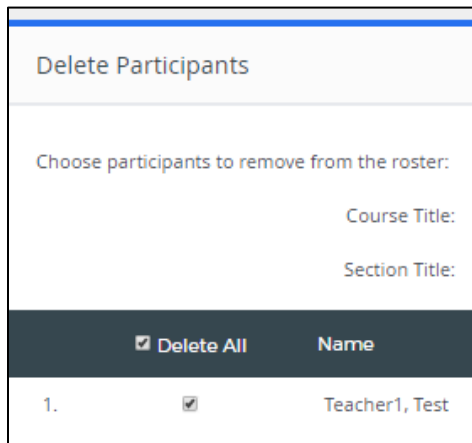 Delete Participants
Choose participants to remove from the roster:
Course Title:
Section Title:
Delete All Name
1. Teacher1, Test